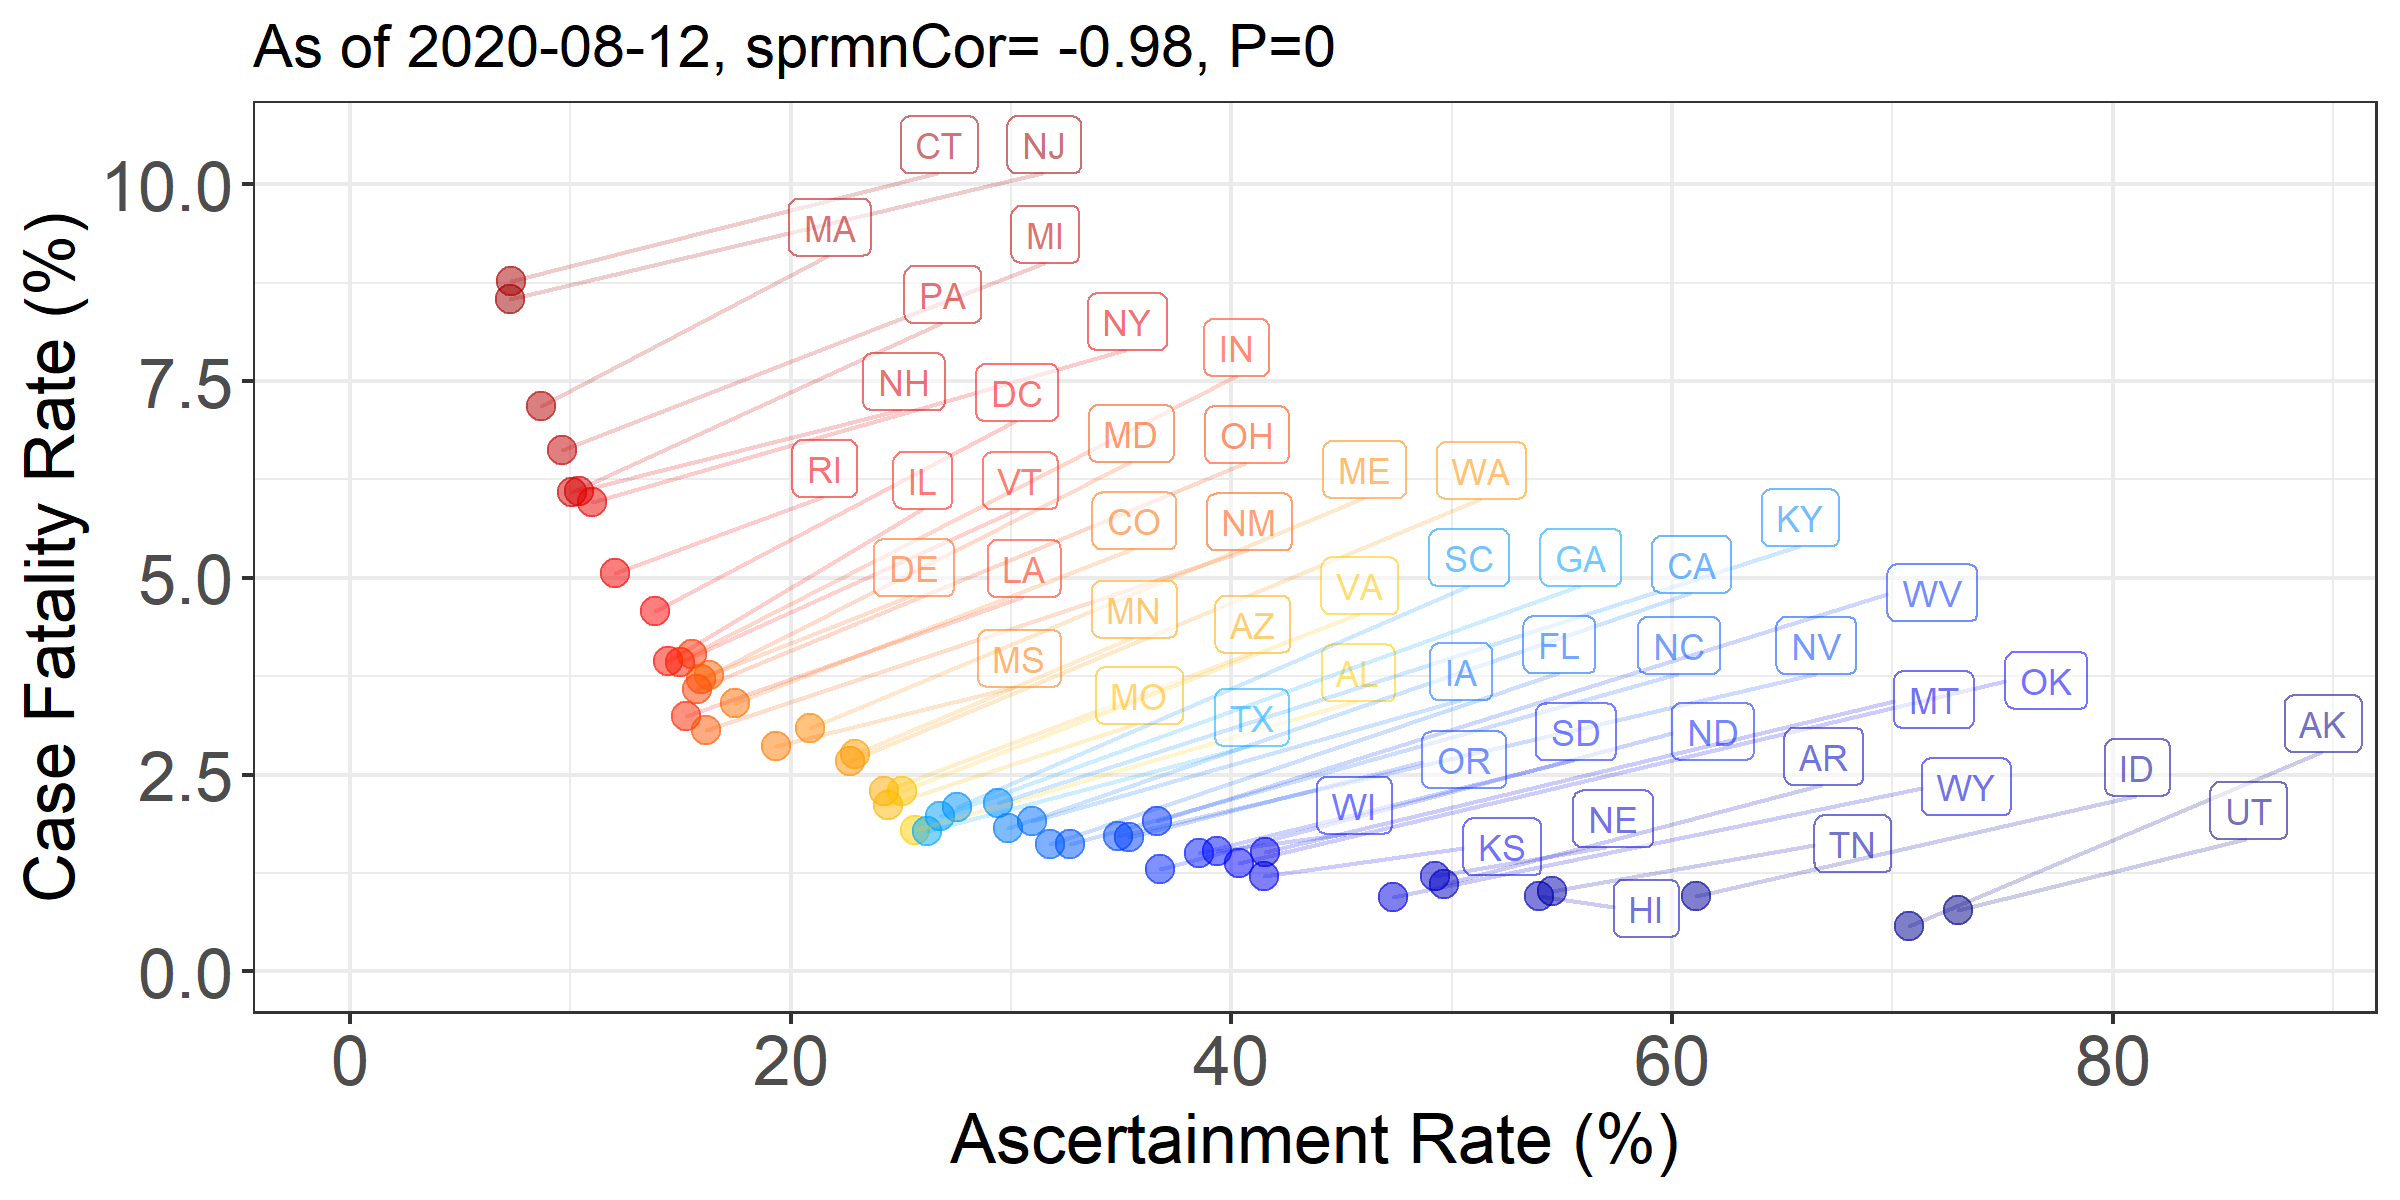 As of 2020-08-12, sprmnCor= -0.98, P=0
Case Fatality Rate (%)
10.0
7.5
5.0
2.5
0.0
CT NJ
MA MI
PA
NY
IN
NH DC
MD OH
RI IL VT ME WA
CO NM KY
DE LA SC GA CA
MN AZ VA WV
MS AL IA FL NC NV
MO TX MT OK
OR SD ND AR AK
WI WY ID
KS NE TN UT
HI
0 20 40 60 80
Ascertainment Rate (%)